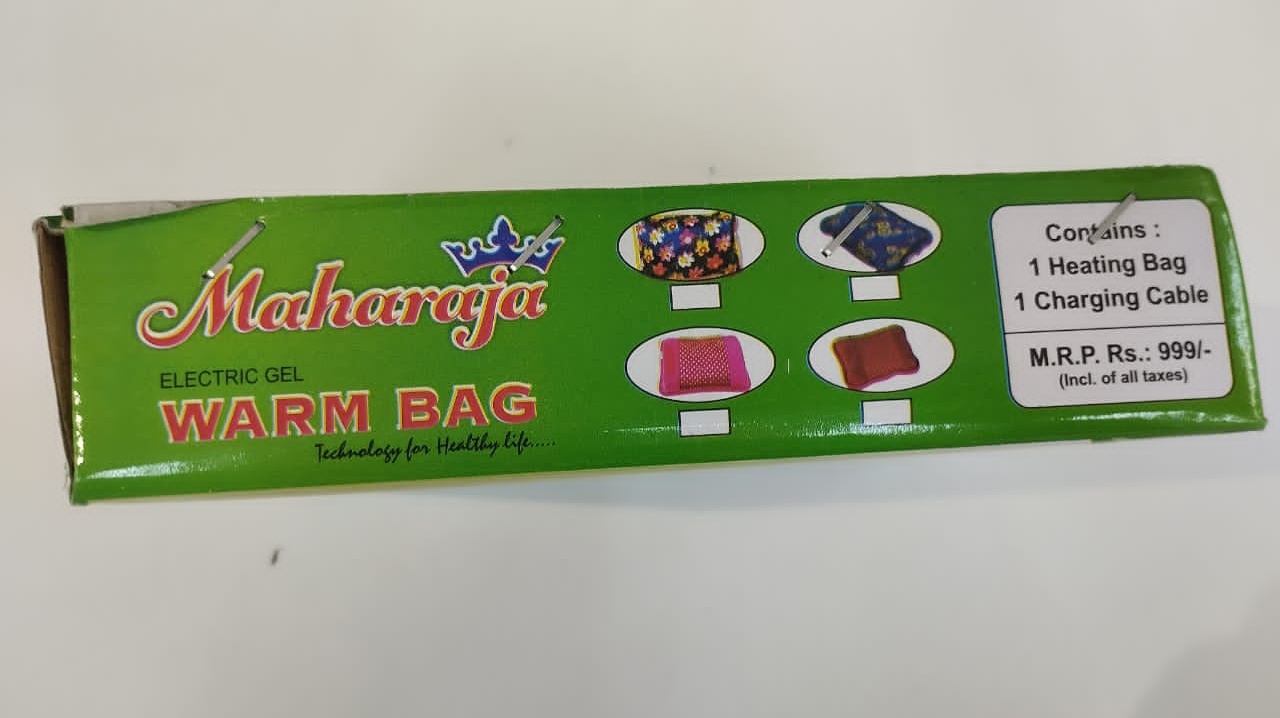 Maharaja
ELECTRIC GEL
WARM BAG
Technology for Healthy life.....
Contains :
1 Heating Bag
1 Charging Cable
M.R.P. Rs.: 999/-
(Incl. of all taxes)